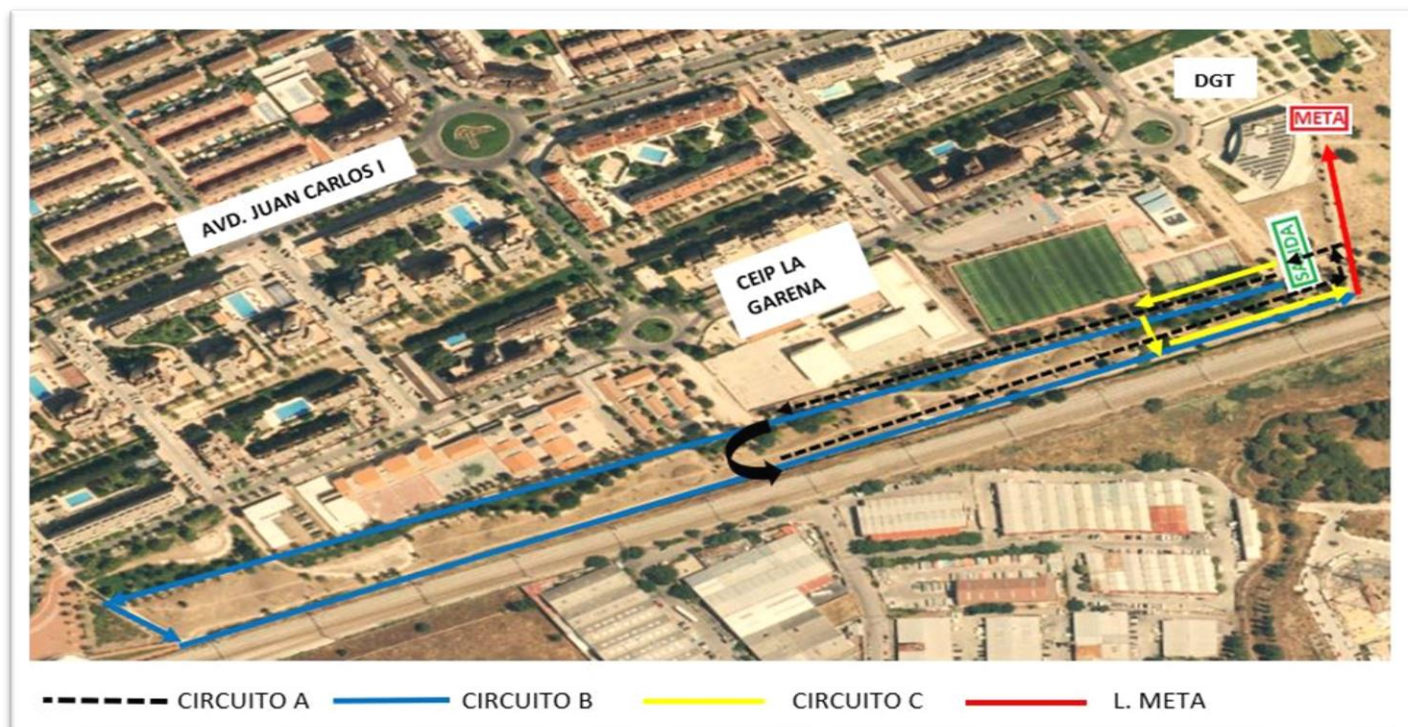 DGT
META
AVD. JUAN CARLOS I
SALIDA
CEIP LA
GARENA
CIRCUITO A
CIRCUITO B
CIRCUITO C
L. META